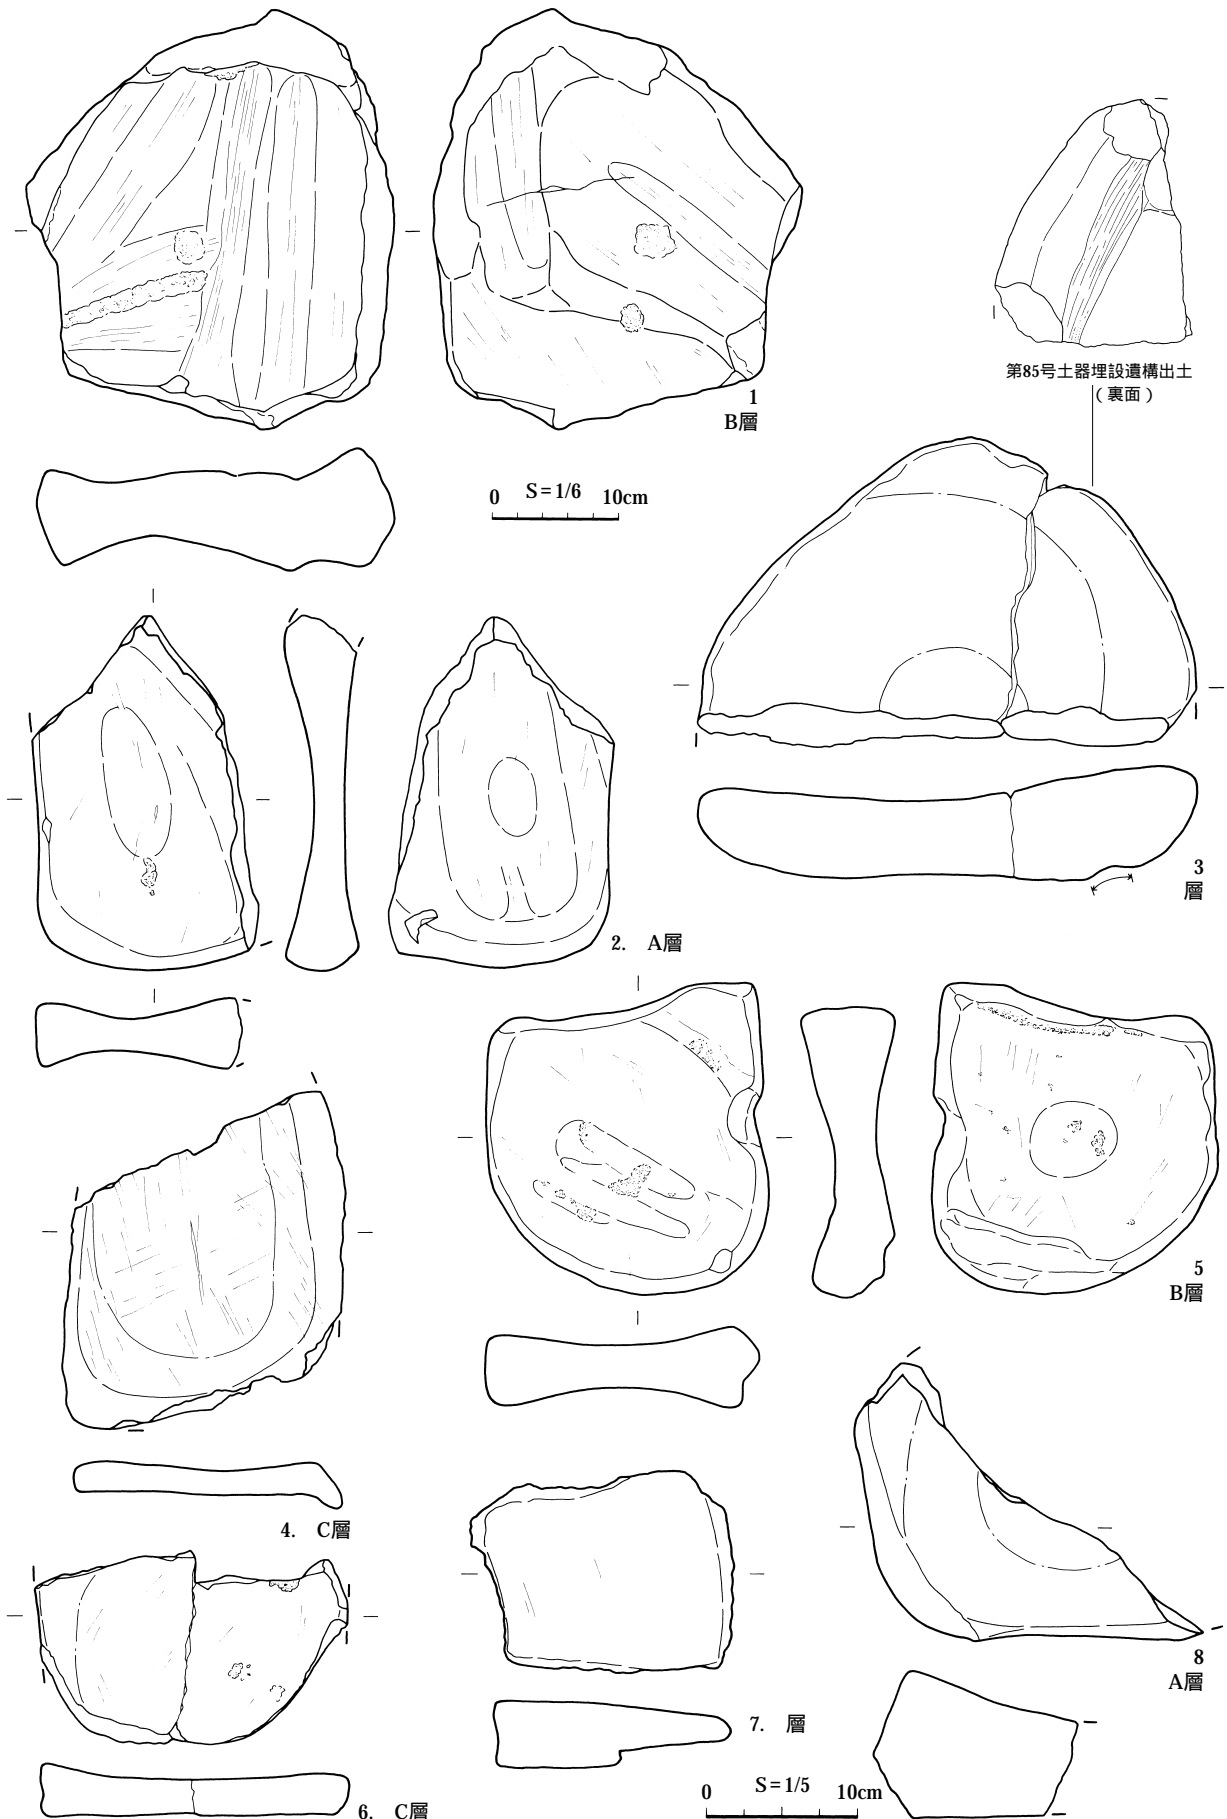 1
B層
第85号土器埋設遺構出土
（裏面）
0 S=1/6 10cm
3
層
2. A層
5
B層
4. C層
8
A層
7. 層
6. C層
0 S=1/5 10cm